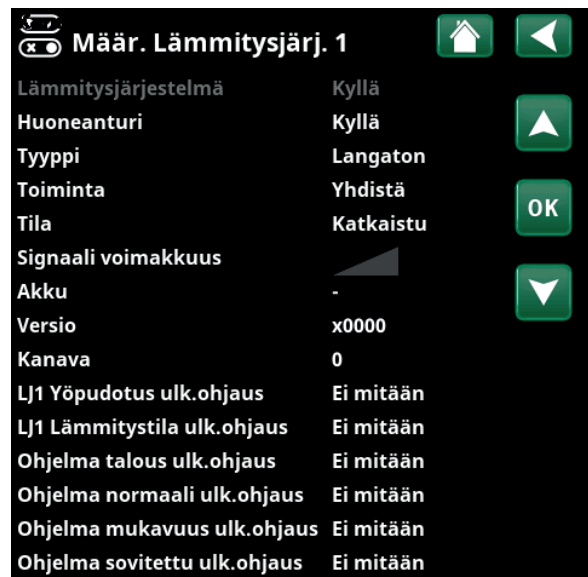 Määr. Lämmitysjärj. 1
Lämmitysjärjestelmä Kyllä
Huoneanturi Kyllä
Tyyppi Langaton
Toiminta Yhdistä
OK
Tila Katkaistu
Signaali voimakkuus
Akku -
Versio x0000
Kanava 0
LJ1 Yöpudotus ulk.ohjaus Ei mitään
LJ1 Lämmitystila ulk.ohjaus Ei mitään
Ohjelma talous ulk.ohjaus Ei mitään
Ohjelma normaali ulk.ohjaus Ei mitään
Ohjelma mukavuus ulk.ohjaus Ei mitään
Ohjelma sovitettu ulk.ohjaus Ei mitään